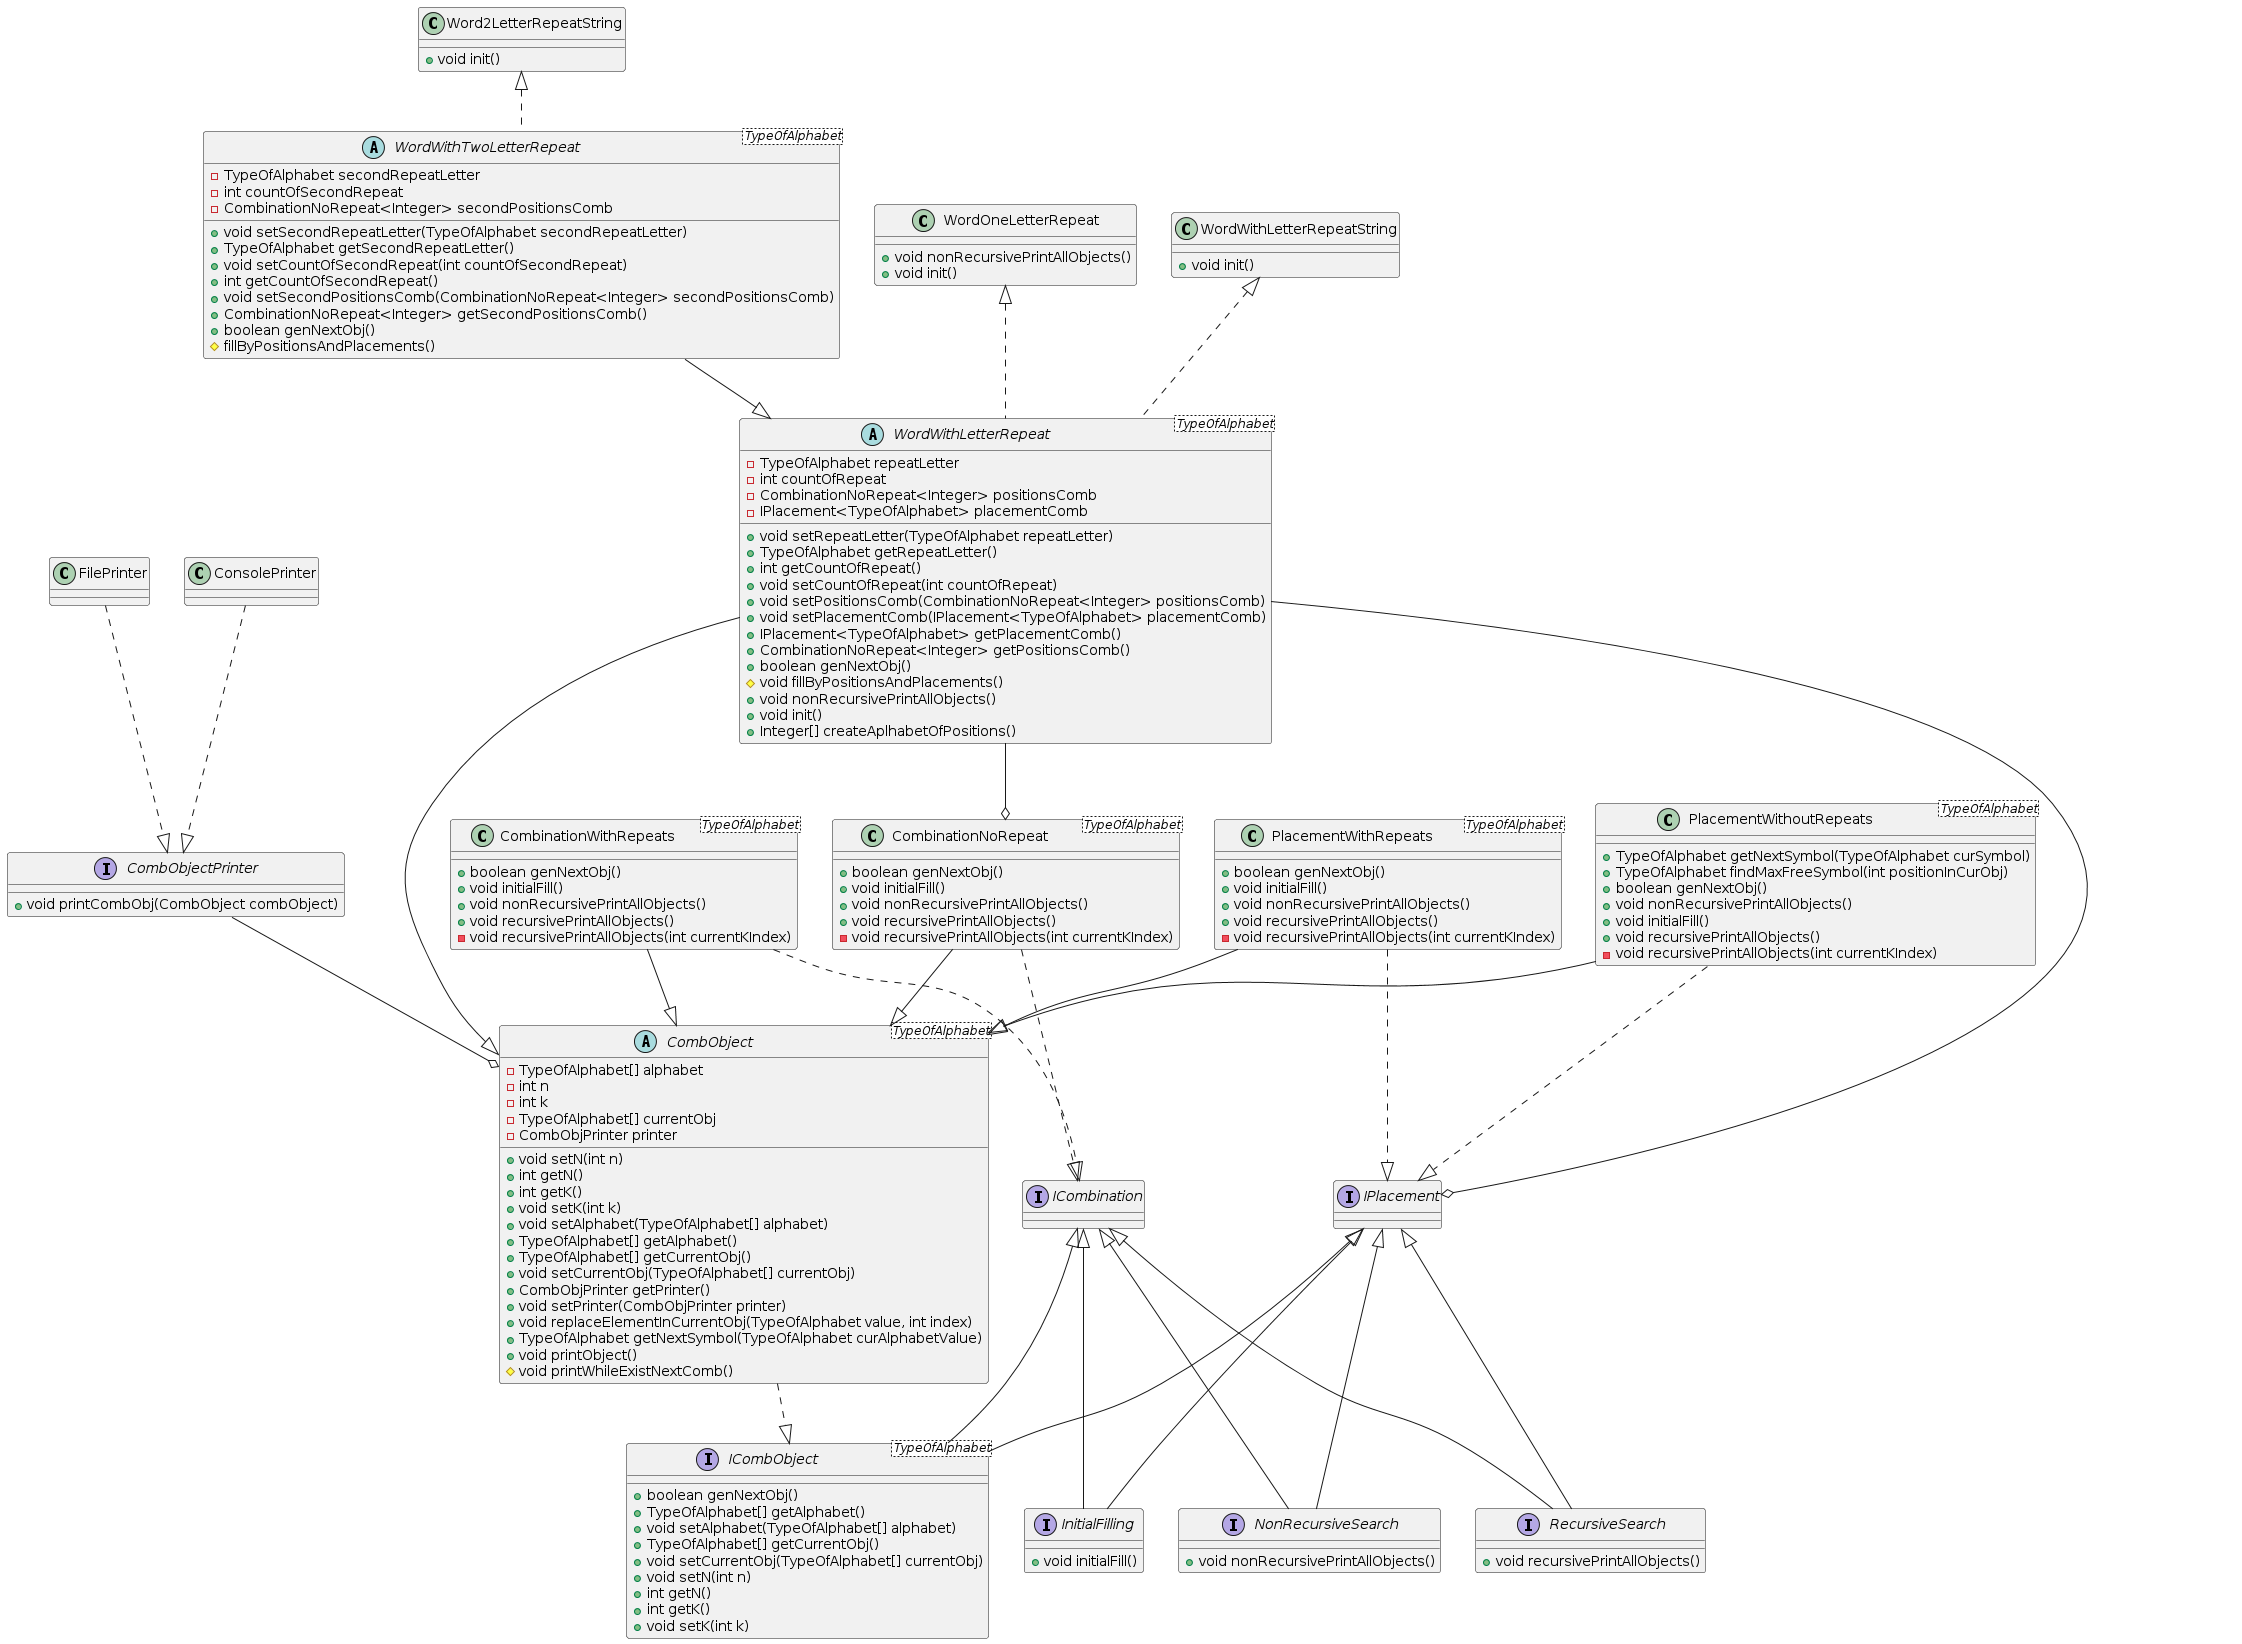 Word2LetterRepeatString
void init()
TypeOfAlphabet
WordWithTwoLetterRepeat
TypeOfAlphabet secondRepeatLetter
int countOfSecondRepeat
CombinationNoRepeat<Integer> secondPositionsComb
void setSecondRepeatLetter(TypeOfAlphabet secondRepeatLetter)
TypeOfAlphabet getSecondRepeatLetter()
void setCountOfSecondRepeat(int countOfSecondRepeat)
int getCountOfSecondRepeat()
void setSecondPositionsComb(CombinationNoRepeat<Integer> secondPositionsComb)
CombinationNoRepeat<Integer> getSecondPositionsComb()
boolean genNextObj()
fillByPositionsAndPlacements()
WordOneLetterRepeat
void nonRecursivePrintAllObjects()
void init()
WordWithLetterRepeatString
void init()
TypeOfAlphabet
WordWithLetterRepeat
TypeOfAlphabet repeatLetter
int countOfRepeat
CombinationNoRepeat<Integer> positionsComb
IPlacement<TypeOfAlphabet> placementComb
void setRepeatLetter(TypeOfAlphabet repeatLetter)
TypeOfAlphabet getRepeatLetter()
int getCountOfRepeat()
void setCountOfRepeat(int countOfRepeat)
void setPositionsComb(CombinationNoRepeat<Integer> positionsComb)
void setPlacementComb(IPlacement<TypeOfAlphabet> placementComb)
IPlacement<TypeOfAlphabet> getPlacementComb()
CombinationNoRepeat<Integer> getPositionsComb()
boolean genNextObj()
void fillByPositionsAndPlacements()
void nonRecursivePrintAllObjects()
void init()
Integer[] createAplhabetOfPositions()
FilePrinter
ConsolePrinter
CombObjectPrinter
void printCombObj(CombObject combObject)
TypeOfAlphabet
CombinationWithRepeats
boolean genNextObj()
void initialFill()
void nonRecursivePrintAllObjects()
void recursivePrintAllObjects()
void recursivePrintAllObjects(int currentKIndex)
TypeOfAlphabet
CombinationNoRepeat
boolean genNextObj()
void initialFill()
void nonRecursivePrintAllObjects()
void recursivePrintAllObjects()
void recursivePrintAllObjects(int currentKIndex)
TypeOfAlphabet
PlacementWithRepeats
boolean genNextObj()
void initialFill()
void nonRecursivePrintAllObjects()
void recursivePrintAllObjects()
void recursivePrintAllObjects(int currentKIndex)
TypeOfAlphabet
PlacementWithoutRepeats
TypeOfAlphabet getNextSymbol(TypeOfAlphabet curSymbol)
TypeOfAlphabet findMaxFreeSymbol(int positionInCurObj)
boolean genNextObj()
void nonRecursivePrintAllObjects()
void initialFill()
void recursivePrintAllObjects()
void recursivePrintAllObjects(int currentKIndex)
TypeOfAlphabet
CombObject
TypeOfAlphabet[] alphabet
int n
int k
TypeOfAlphabet[] currentObj
CombObjPrinter printer
void setN(int n)
int getN()
int getK()
void setK(int k)
void setAlphabet(TypeOfAlphabet[] alphabet)
TypeOfAlphabet[] getAlphabet()
TypeOfAlphabet[] getCurrentObj()
void setCurrentObj(TypeOfAlphabet[] currentObj)
CombObjPrinter getPrinter()
void setPrinter(CombObjPrinter printer)
void replaceElementInCurrentObj(TypeOfAlphabet value, int index)
TypeOfAlphabet getNextSymbol(TypeOfAlphabet curAlphabetValue)
void printObject()
void printWhileExistNextComb()
ICombination
IPlacement
TypeOfAlphabet
ICombObject
boolean genNextObj()
TypeOfAlphabet[] getAlphabet()
void setAlphabet(TypeOfAlphabet[] alphabet)
TypeOfAlphabet[] getCurrentObj()
void setCurrentObj(TypeOfAlphabet[] currentObj)
void setN(int n)
int getN()
int getK()
void setK(int k)
InitialFilling
void initialFill()
NonRecursiveSearch
void nonRecursivePrintAllObjects()
RecursiveSearch
void recursivePrintAllObjects()